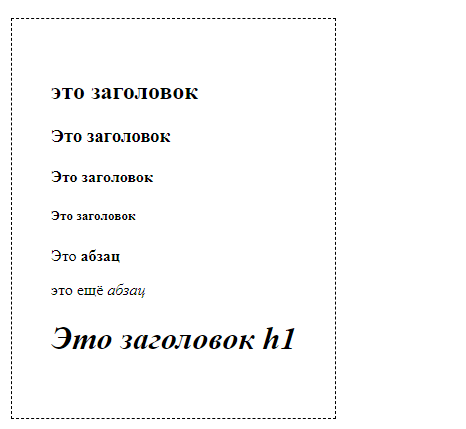 это заголовок
Это заголовок
Это заголовок
Это заголовок
Это абзац
это ещё абзац
Это заголовок h1